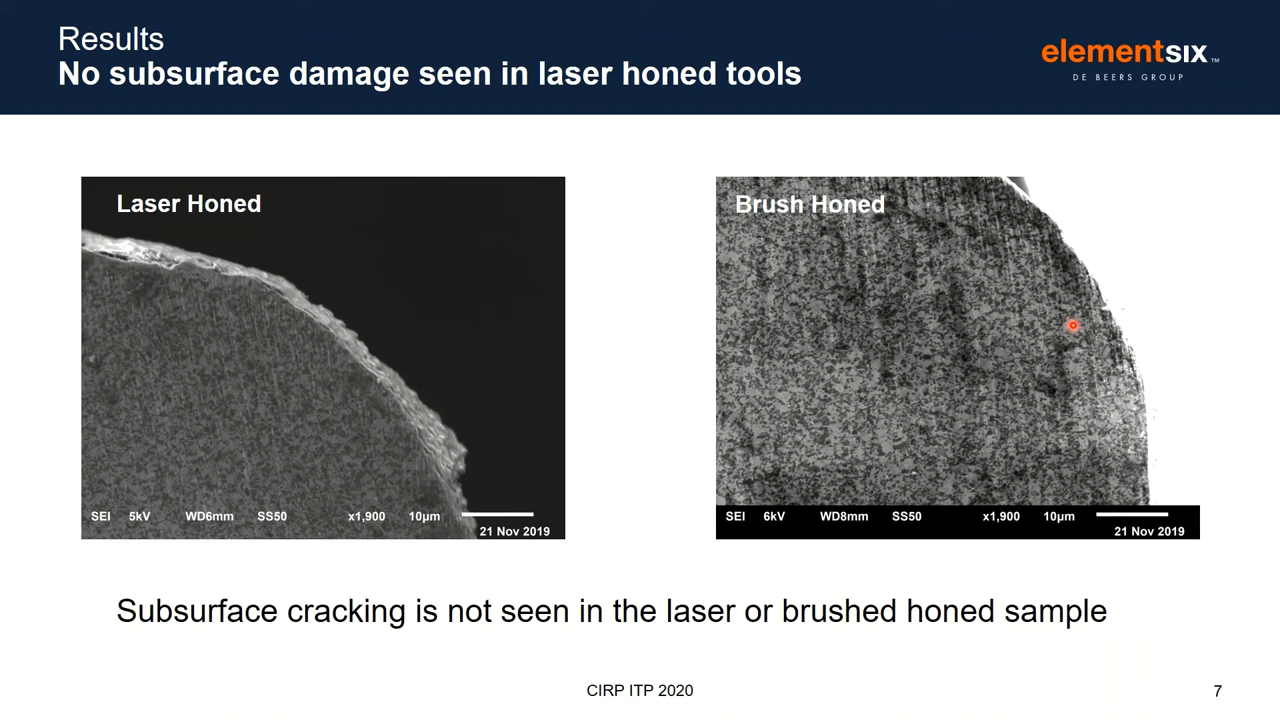 Results
No subsurface damage seen in laser honed tools
elementsix™
DE BEERS GROUP
Laser Honed
SEI 5kV WD6mm SS50 x1,900 10µm
21 Nov 2019
Brush Honed
SEI 6kV WD8mm SS50 x1,900 10µm
21 Nov 2019
Subsurface cracking is not seen in the laser or brushed honed sample
CIRP ITP 2020
7